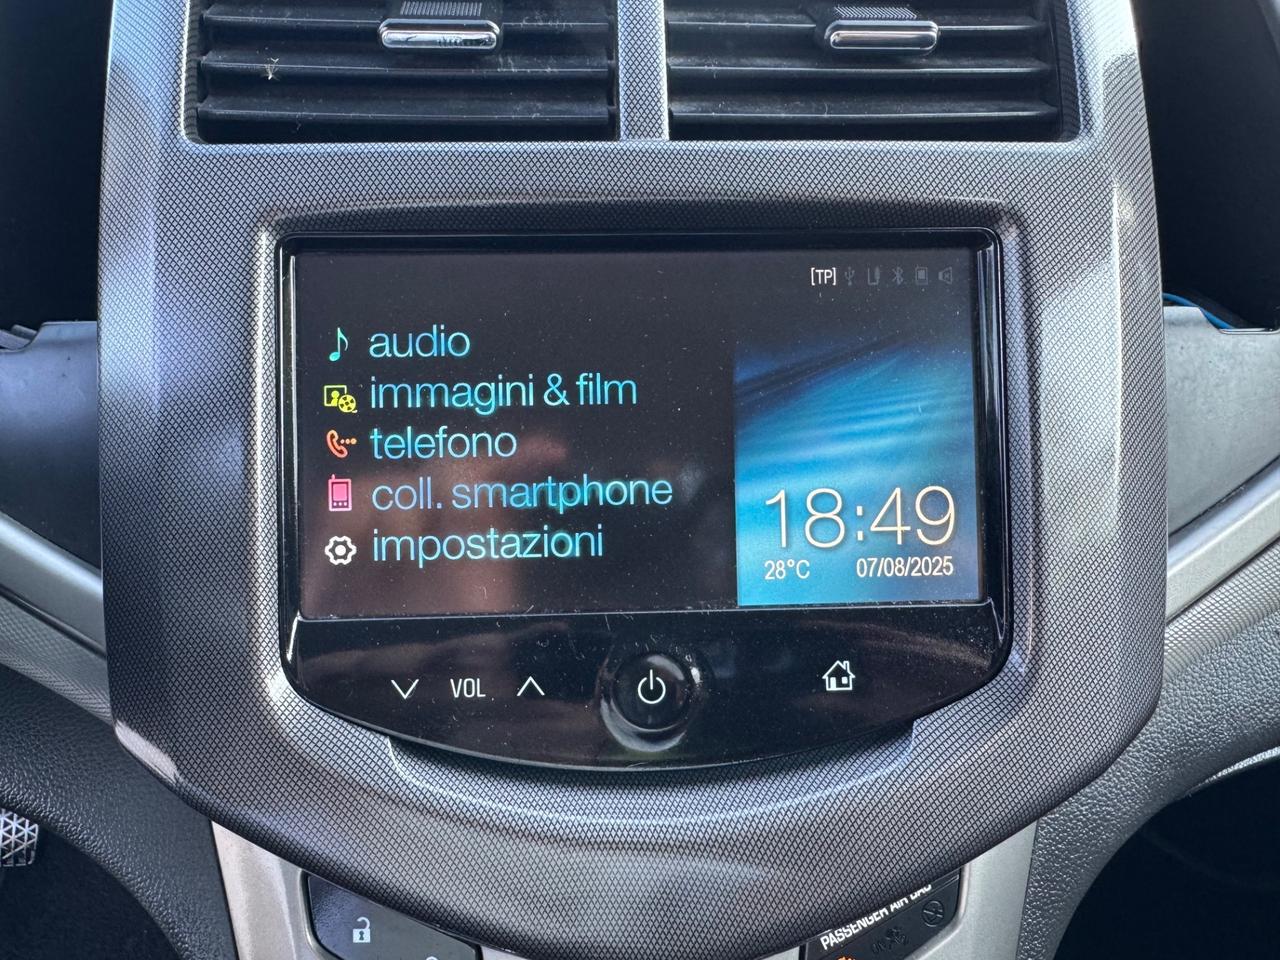 [TP]
audio
immagini & film
telefono
coll. smartphone
impostazioni
18:49
28°C 07/08/2025
VOL
PASSENGER AIR BAG